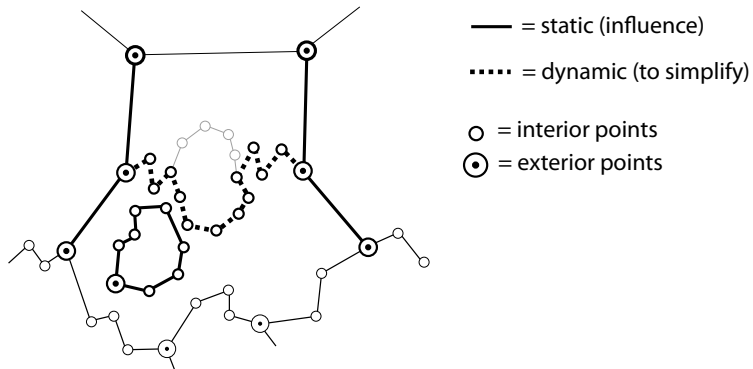 = static (influence)
= dynamic (to simplify)
= interior points
= exterior points